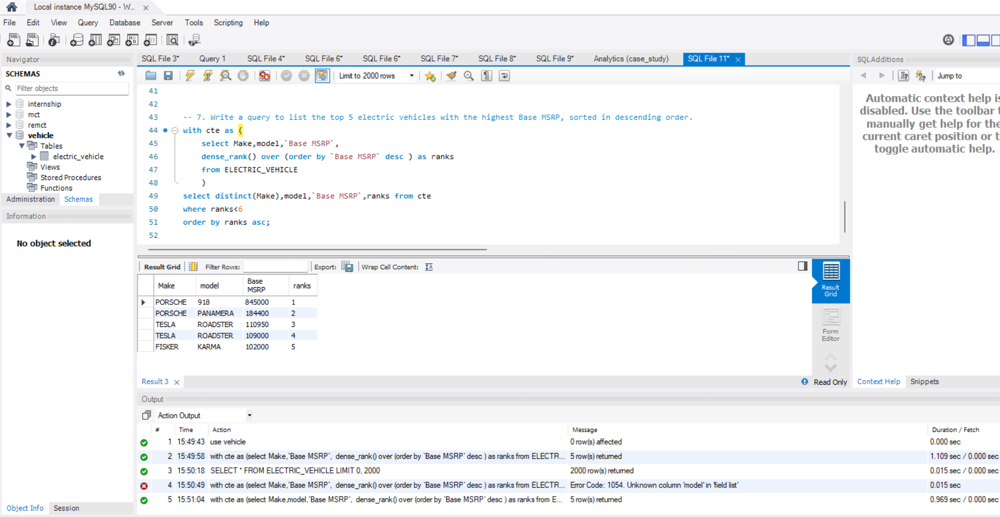 Local instance MySQL90 - W...
File Edit View Query Database Server Tools Scripting Help
Navigator
SCHEMAS
Filter objects
internship
mct
remct
vehicle
Tables
electric_vehicle
Views
Stored Procedures
Functions
Administration Schemas
Information
No object selected
Object Info Session
SQL File 3* Query 1 SQL File 4* SQL File 6* SQL File 6* SQL File 7* SQL File 8* SQL File 9* Analytics (case_study) SQL File 11*
Limit to 2000 rows
41
42
43 -- 7. Write a query to list the top 5 electric vehicles with the highest Base MSRP, sorted in descending order.
44 with cte as (
45 select Make,model,`Base MSRP`,
46 dense_rank() over (order by `Base MSRP` desc ) as ranks
47 from ELECTRIC_VEHICLE
48 )
49 select distinct(Make),model,`Base MSRP`,ranks from cte
50 where ranks<6
51 order by ranks asc;
52
Result Grid Filter Rows: Export: Wrap Cell Content:
Make model Base MSRP ranks
PORSCHE 918 845000 1
PORSCHE PANAMERA 184400 2
TESLA ROADSTER 110950 3
TESLA ROADSTER 109000 4
FISKER KARMA 102000 5
Result Grid
Form Editor
Result 3
Read Only
SQLAdditions
Jump to
Automatic context help is
disabled. Use the toolbar t
manually get help for the
current caret position or t
toggle automatic help.
Context Help Snippets
Output
Action Output
# Time Action Message Duration / Fetch
1 15:49:43 use vehicle 0 row(s) affected 0.000 sec
2 15:49:58 with cte as (select Make,`Base MSRP`, dense_rank() over (order by `Base MSRP` desc ) as ranks from ELECTR... 5 row(s) returned 1.109 sec / 0.000 sec
3 15:50:18 SELECT * FROM ELECTRIC_VEHICLE LIMIT 0, 2000 2000 row(s) returned 0.015 sec / 0.000 sec
4 15:50:49 with cte as (select Make,`Base MSRP`, dense_rank() over (order by `Base MSRP` desc ) as ranks from ELECTR... Error Code: 1054. Unknown column 'model' in 'field list' 0.015 sec
5 15:51:04 with cte as (select Make,model,`Base MSRP`, dense_rank() over (order by `Base MSRP` desc ) as ranks from E... 5 row(s) returned 0.969 sec / 0.000 sec